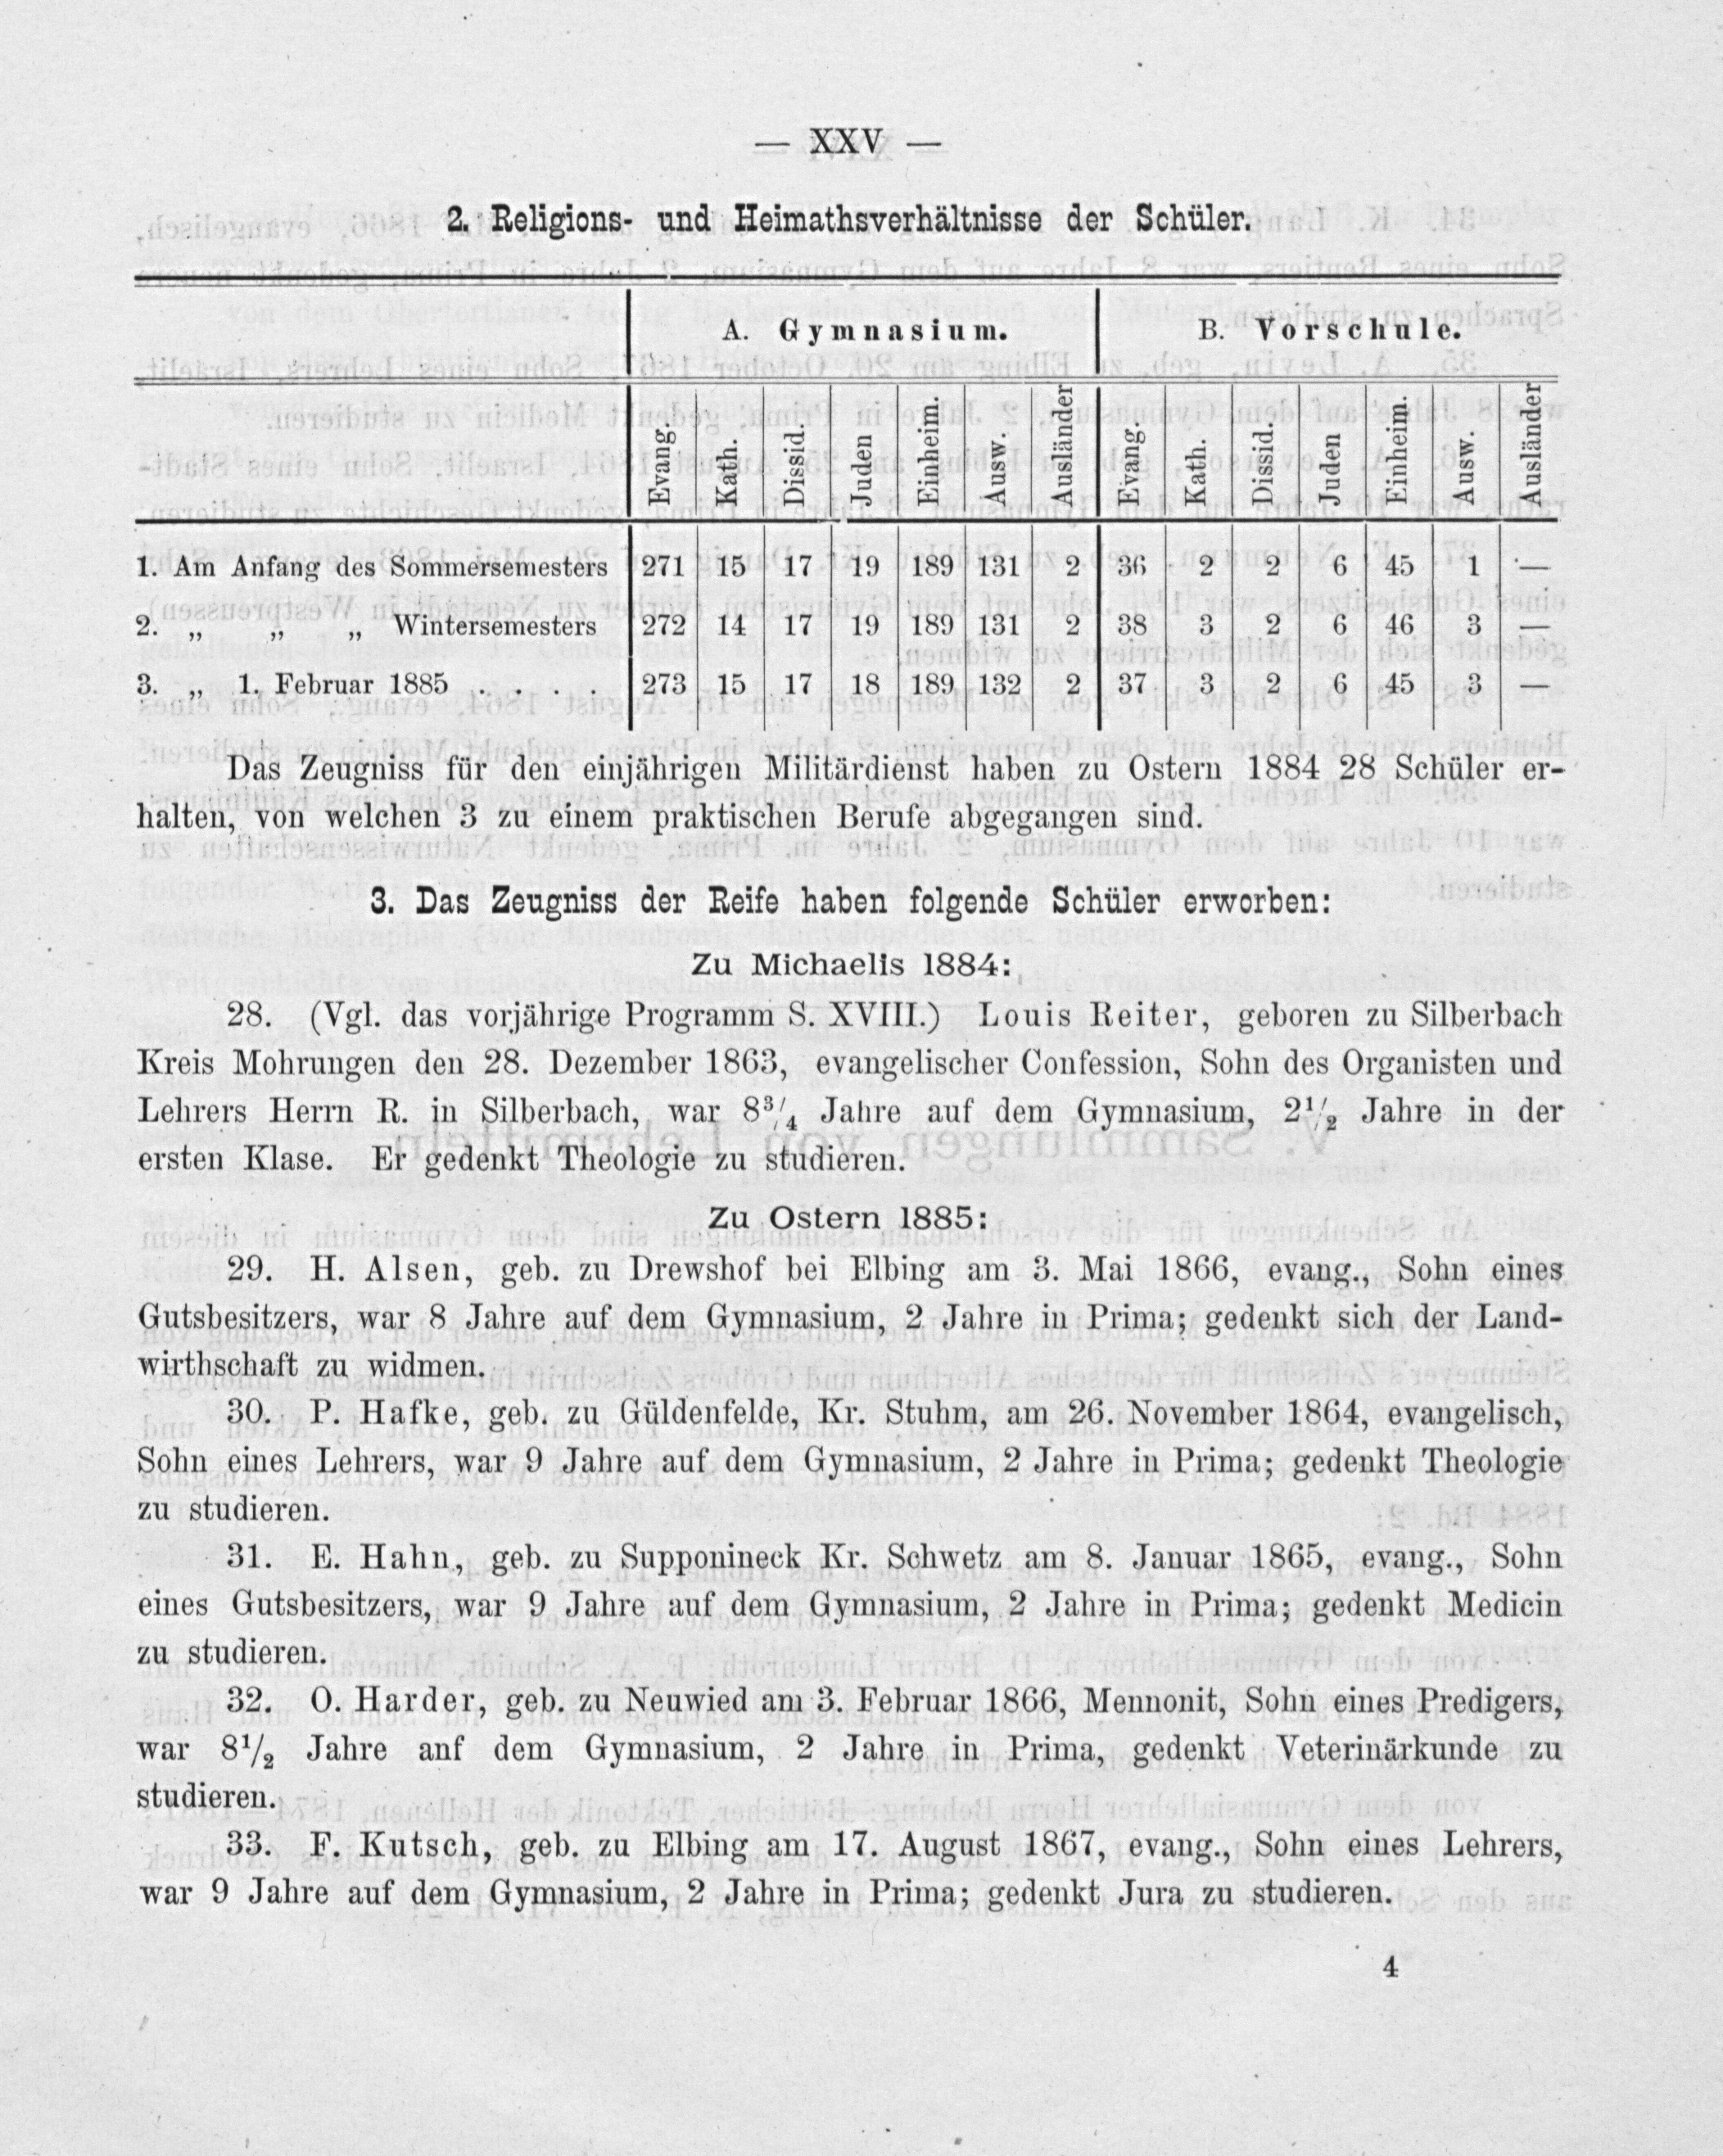 — XXV —
2. Religions- und Heimathsverhältnisse der Schüler.
A. Gymnasium. B. Vorschule.
Evang. Kath. Dissid. Juden Einheim. Ausw. Ausländer Evang. Kath. Dissid. Juden Einheim. Ausw. Ausländer
1. Am Anfang des Sommersemesters 271 15 17 19 189 131 2 36 2 2 6 45 1 —
2. „ „ „ Wintersemesters 272 14 17 19 189 131 2 38 3 2 6 46 3 —
3. „ 1. Februar 1885 . . . . 273 15 17 18 189 132 2 37 3 2 6 45 3 —
Das Zeugniss für den einjährigen Militärdienst haben zu Ostern 1884 28 Schüler er-
halten, von welchen 3 zu einem praktischen Berufe abgegangen sind.
3. Das Zeugniss der Reife haben folgende Schüler erworben:
Zu Michaelis 1884:
28. (Vgl. das vorjährige Programm S. XVIII.) Louis Reiter, geboren zu Silberbach
Kreis Mohrungen den 28. Dezember 1863, evangelischer Confession, Sohn des Organisten und
Lehrers Herrn R. in Silberbach, war 8 3/4 Jahre auf dem Gymnasium, 2 1/2 Jahre in der
ersten Klase. Er gedenkt Theologie zu studieren.
Zu Ostern 1885:
29. H. Alsen, geb. zu Drewshof bei Elbing am 3. Mai 1866, evang., Sohn eines
Gutsbesitzers, war 8 Jahre auf dem Gymnasium, 2 Jahre in Prima; gedenkt sich der Land-
wirthschaft zu widmen.
30. P. Hafke, geb. zu Güldenfelde, Kr. Stuhm, am 26. November 1864, evangelisch,
Sohn eines Lehrers, war 9 Jahre auf dem Gymnasium, 2 Jahre in Prima; gedenkt Theologie
zu studieren.
31. E. Hahn, geb. zu Supponineck Kr. Schwetz am 8. Januar 1865, evang., Sohn
eines Gutsbesitzers, war 9 Jahre auf dem Gymnasium, 2 Jahre in Prima; gedenkt Medicin
zu studieren.
32. O. Harder, geb. zu Neuwied am 3. Februar 1866, Mennonit, Sohn eines Predigers,
war 8 1/2 Jahre anf dem Gymnasium, 2 Jahre in Prima, gedenkt Veterinärkunde zu
studieren.
33. F. Kutsch, geb. zu Elbing am 17. August 1867, evang., Sohn eines Lehrers,
war 9 Jahre auf dem Gymnasium, 2 Jahre in Prima; gedenkt Jura zu studieren.
4